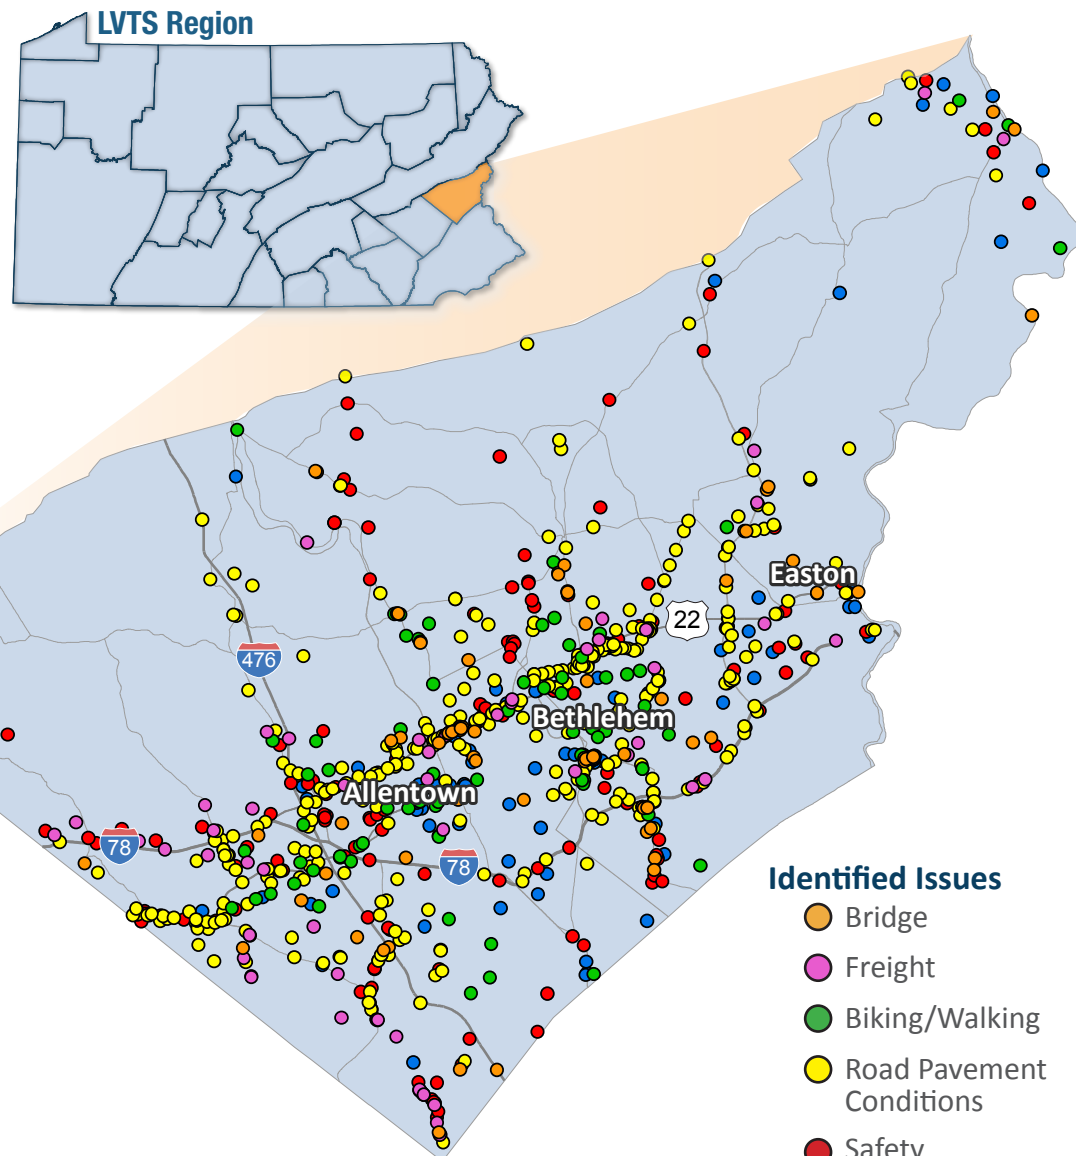 LVTS Region
Easton
22
476
Bethlehem
Allentown
78
78
Identified Issues
Bridge
Freight
Biking/Walking
Road Pavement
Conditions
Safety